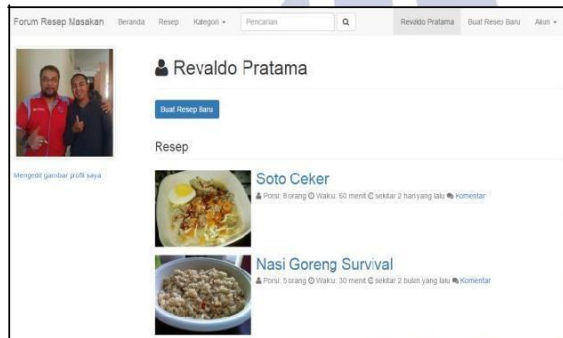 Forum Resep Masakan Beranda Resep Kategori Pencarian Revaldo Pratama Buat Resep Baru Akun
Revaldo Pratama
Buat Resep Baru
Resep
Mengedit gambar profil saya
Soto Ceker
Porsi: 8 orang Waktu: 60 menit sekitar 2 hari yang lalu Komentar
Nasi Goreng Survival
Porsi: 5 orang Waktu: 30 menit sekitar 2 bulan yang lalu Komentar